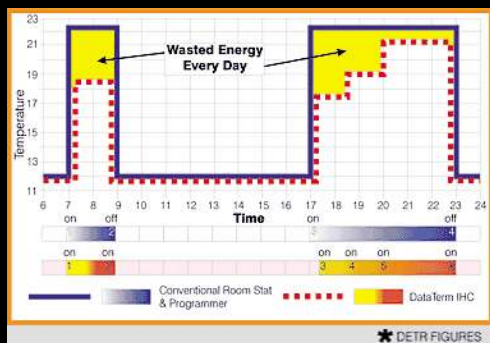 23
Wasted Energy
Every Day
21
19
17
15
13
11
Temperature
6 7 8 9 10 11 12 13 14 15 16 17 18 19 20 21 22 23 24
Time
on off on off
1 2 3 4
on on on on on on
1 2 3 4 5 6
Conventional Room Stat
& Programmer
DataTerm IHC
* DETR FIGURES